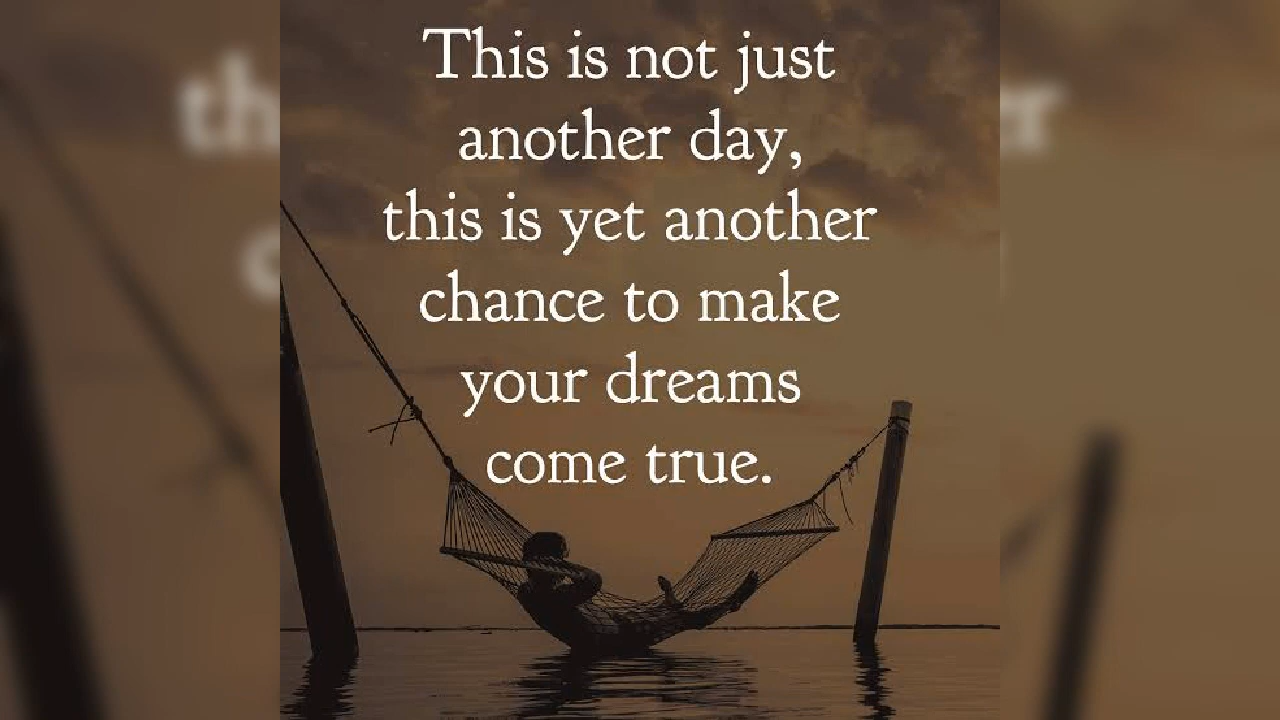 This is not just
another day,
this is yet another
chance to make
your dreams
come true.